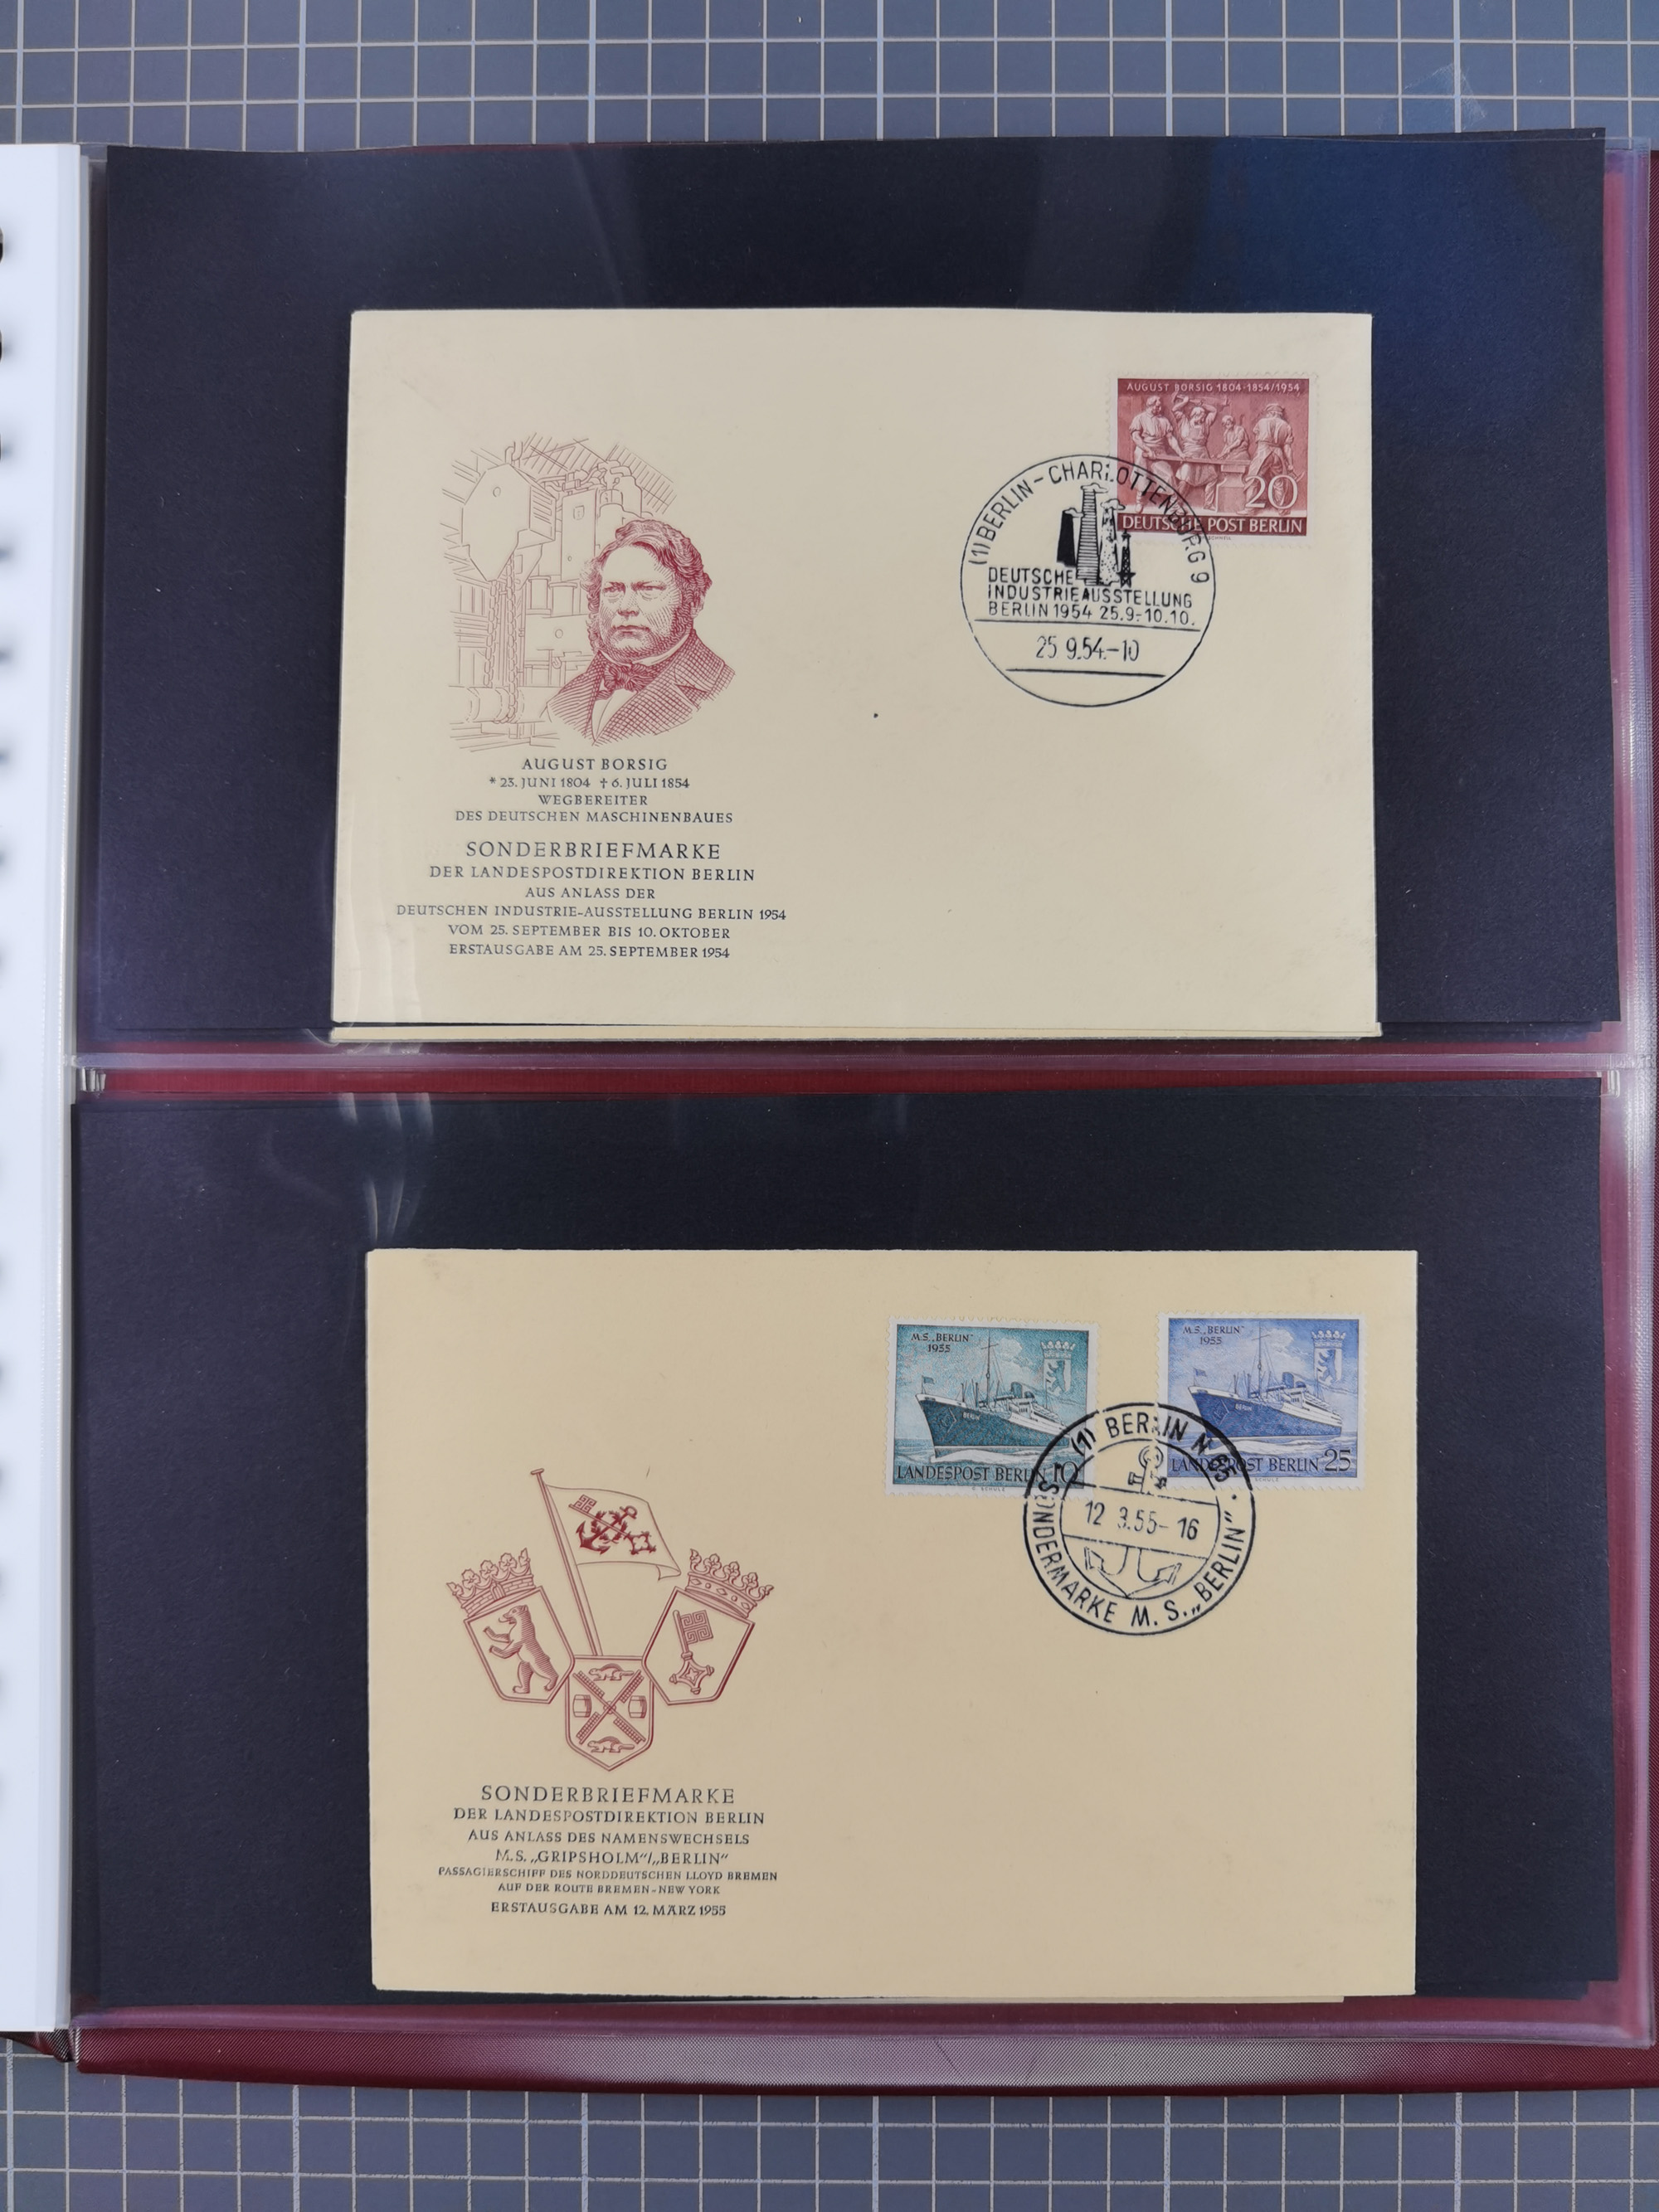 AUGUST BORSIG 1804-1854/1954
20
DEUTSCHE POST BERLIN
(1) BERLIN-CHARLOTTENBURG 9
DEUTSCHE
INDUSTRIEAUSSTELLUNG
BERLIN 1954 25.9.-10.10.
25.9.54.-10
AUGUST BORSIG
* 23. JUNI 1804 † 6. JULI 1854
WEGBEREITER
DES DEUTSCHEN MASCHINENBAUES
SONDERBRIEFMARKE
DER LANDESPOSTDIREKTION BERLIN
AUS ANLASS DER
DEUTSCHEN INDUSTRIE-AUSSTELLUNG BERLIN 1954
VOM 25. SEPTEMBER BIS 10. OKTOBER
ERSTAUSGABE AM 25. SEPTEMBER 1954
M.S. „BERLIN"
1955
BERLIN
LANDESPOST BERLIN 10
E. SCHULZ
M.S. „BERLIN"
1955
LANDESPOST BERLIN 25
SCHULZ
(1) BERLIN N 65
12.3.55-16
SONDERMARKE M.S. „BERLIN"
SONDERBRIEFMARKE
DER LANDESPOSTDIREKTION BERLIN
AUS ANLASS DES NAMENSWECHSELS
M.S. „GRIPSHOLM"/„BERLIN"
PASSAGIERSCHIFF DES NORDDEUTSCHEN LLOYD BREMEN
AUF DER ROUTE BREMEN-NEW YORK
ERSTAUSGABE AM 12. MÄRZ 1955